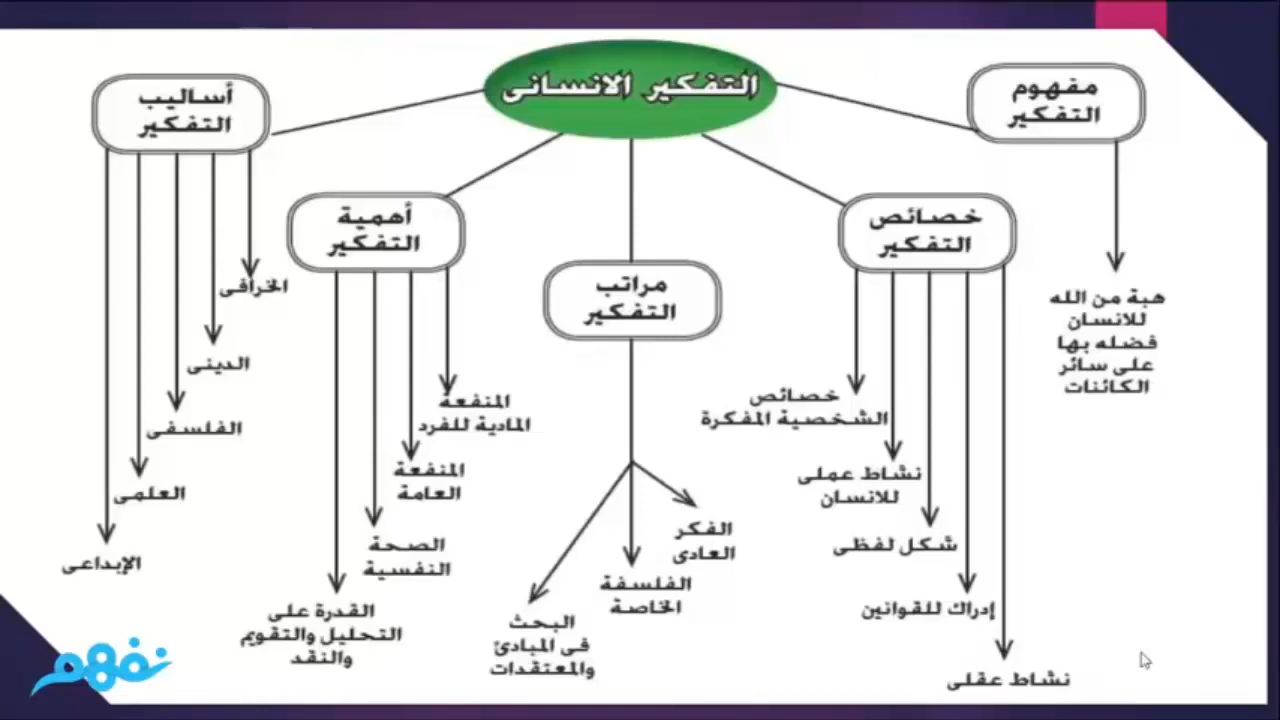 التفكير الانسانى
مفهوم
التفكير
هبة من الله
للانسان
فضله بها
على سائر
الكائنات
خصائص
التفكير
نشاط عقلى
إدراك للقوانين
شكل لفظى
نشاط عملى
للانسان
خصائص
الشخصية المفكرة
مراتب
التفكير
الفكر
العادى
الفلسفة
الخاصة
البحث
فى المبادئ
والمعتقدات
أهمية
التفكير
المنفعة
المادية للفرد
المنفعة
العامة
الصحة
النفسية
القدرة على
التحليل والتقويم
والنقد
أساليب
التفكير
الخرافى
الدينى
الفلسفى
العلمى
الإبداعى
نفهم